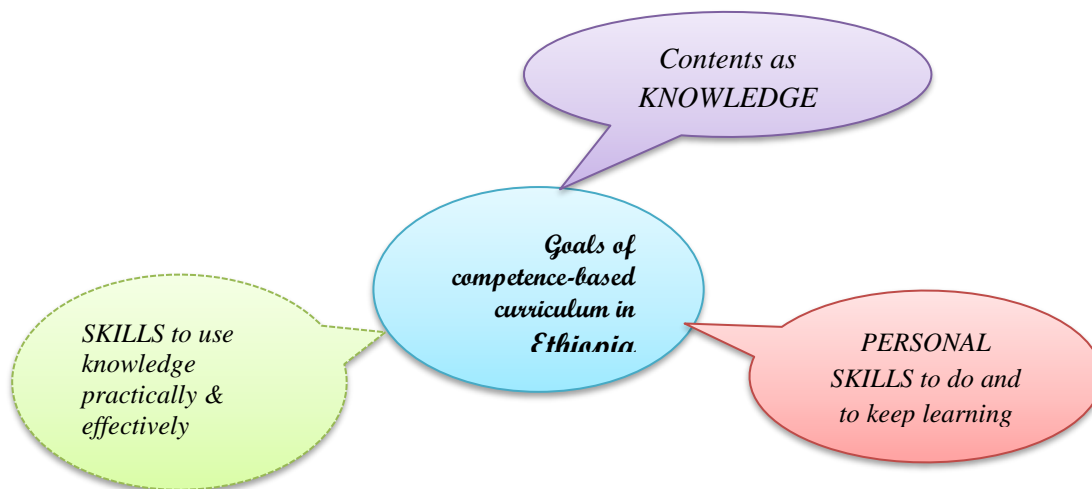 Contents as
KNOWLEDGE
Goals of
competence-based
curriculum in
Ethiopia
SKILLS to use
knowledge
practically &
effectively
PERSONAL
SKILLS to do and
to keep learning